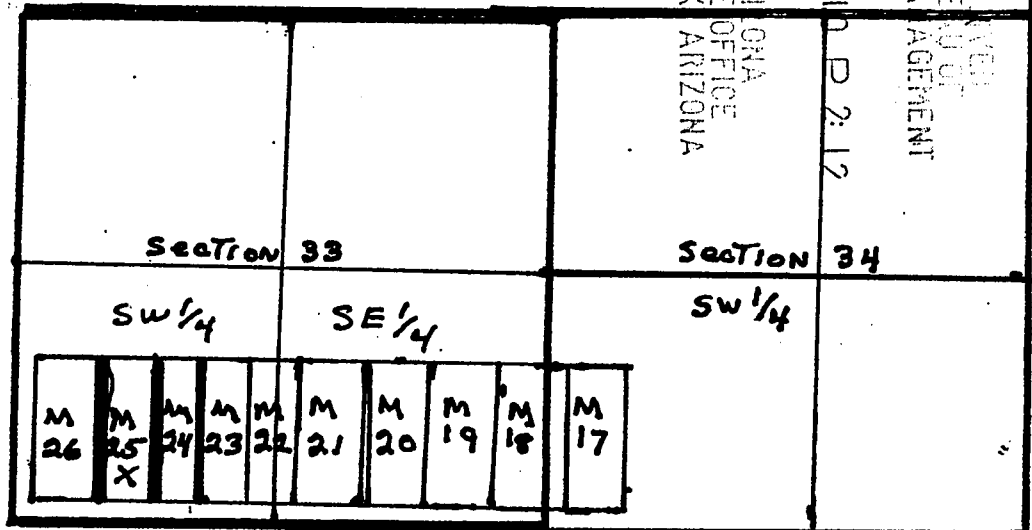 OFFICE
ARIZONA
AGEMENT
P 2:12
Section 33
Section 34
SW 1/4
SE 1/4
SW 1/4
M 26
M 25 X
M 24
M 23
M 22
M 21
M 20
M 19
M 18
M 17